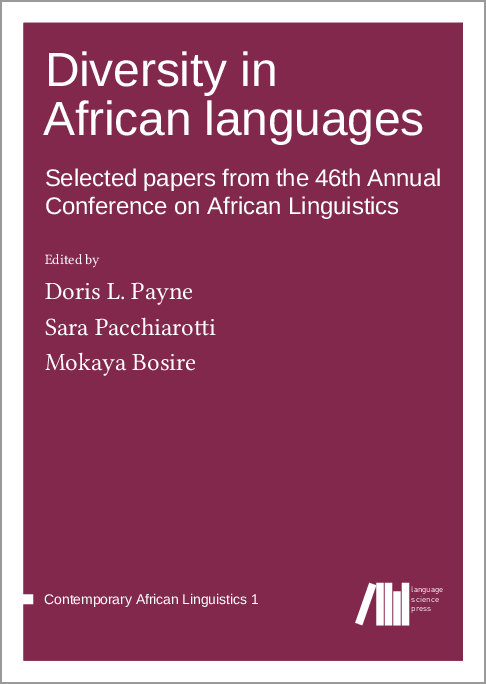 Diversity in
African languages
Selected papers from the 46th Annual
Conference on African Linguistics
Edited by
Doris L. Payne
Sara Pacchiarotti
Mokaya Bosire
Contemporary African Linguistics 1
language
science
press